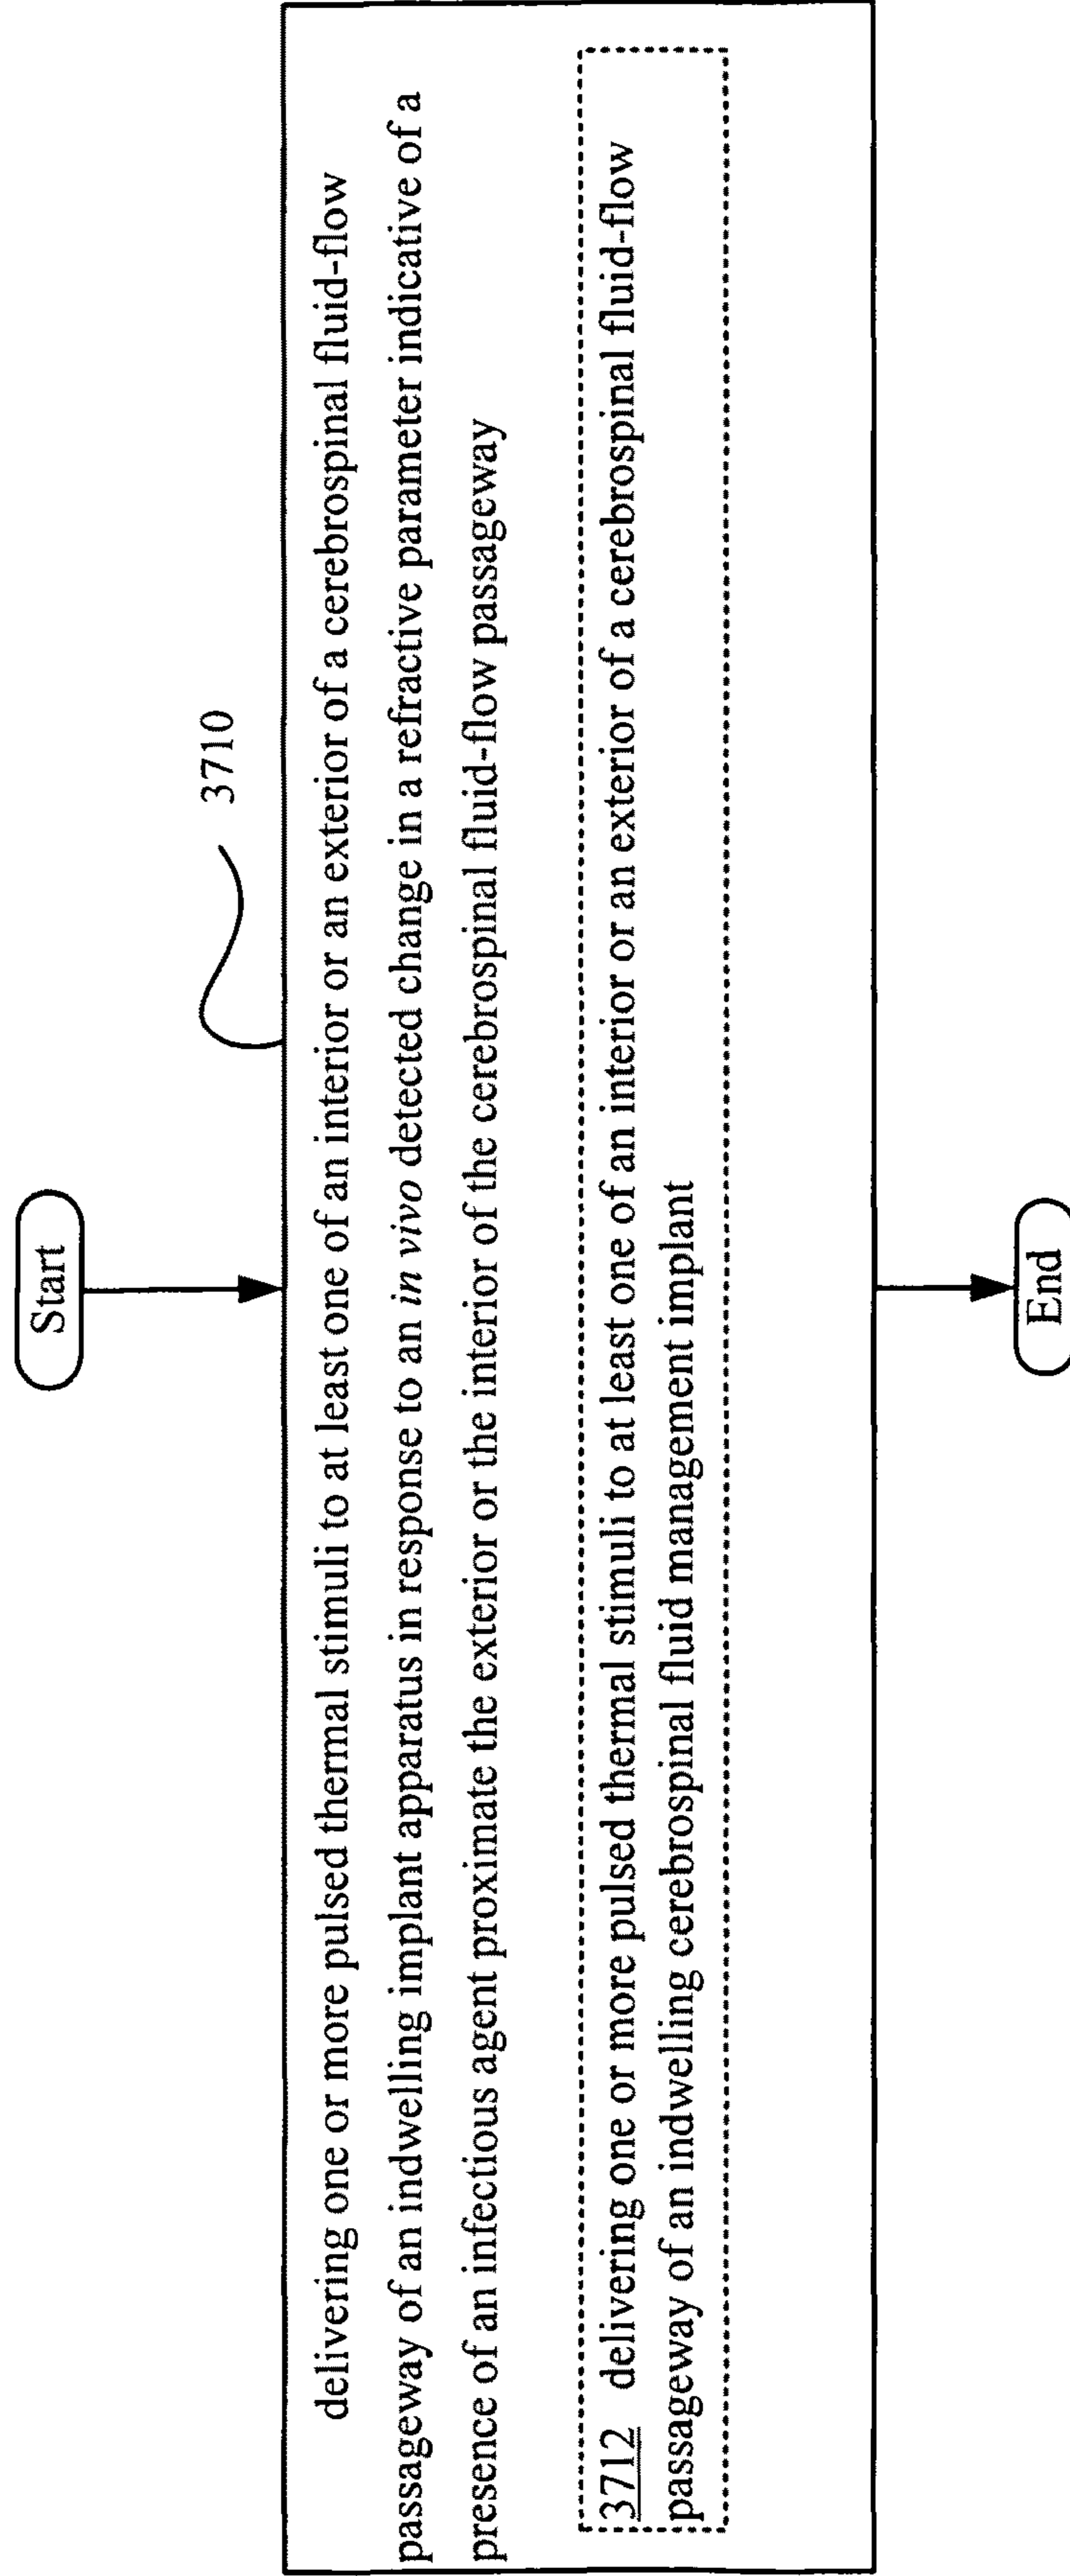 Start
3710
delivering one or more pulsed thermal stimuli to at least one of an interior or an exterior of a cerebrospinal fluid-flow
passageway of an indwelling implant apparatus in response to an in vivo detected change in a refractive parameter indicative of a
presence of an infectious agent proximate the exterior or the interior of the cerebrospinal fluid-flow passageway
3712 delivering one or more pulsed thermal stimuli to at least one of an interior or an exterior of a cerebrospinal fluid-flow
passageway of an indwelling cerebrospinal fluid management implant
End